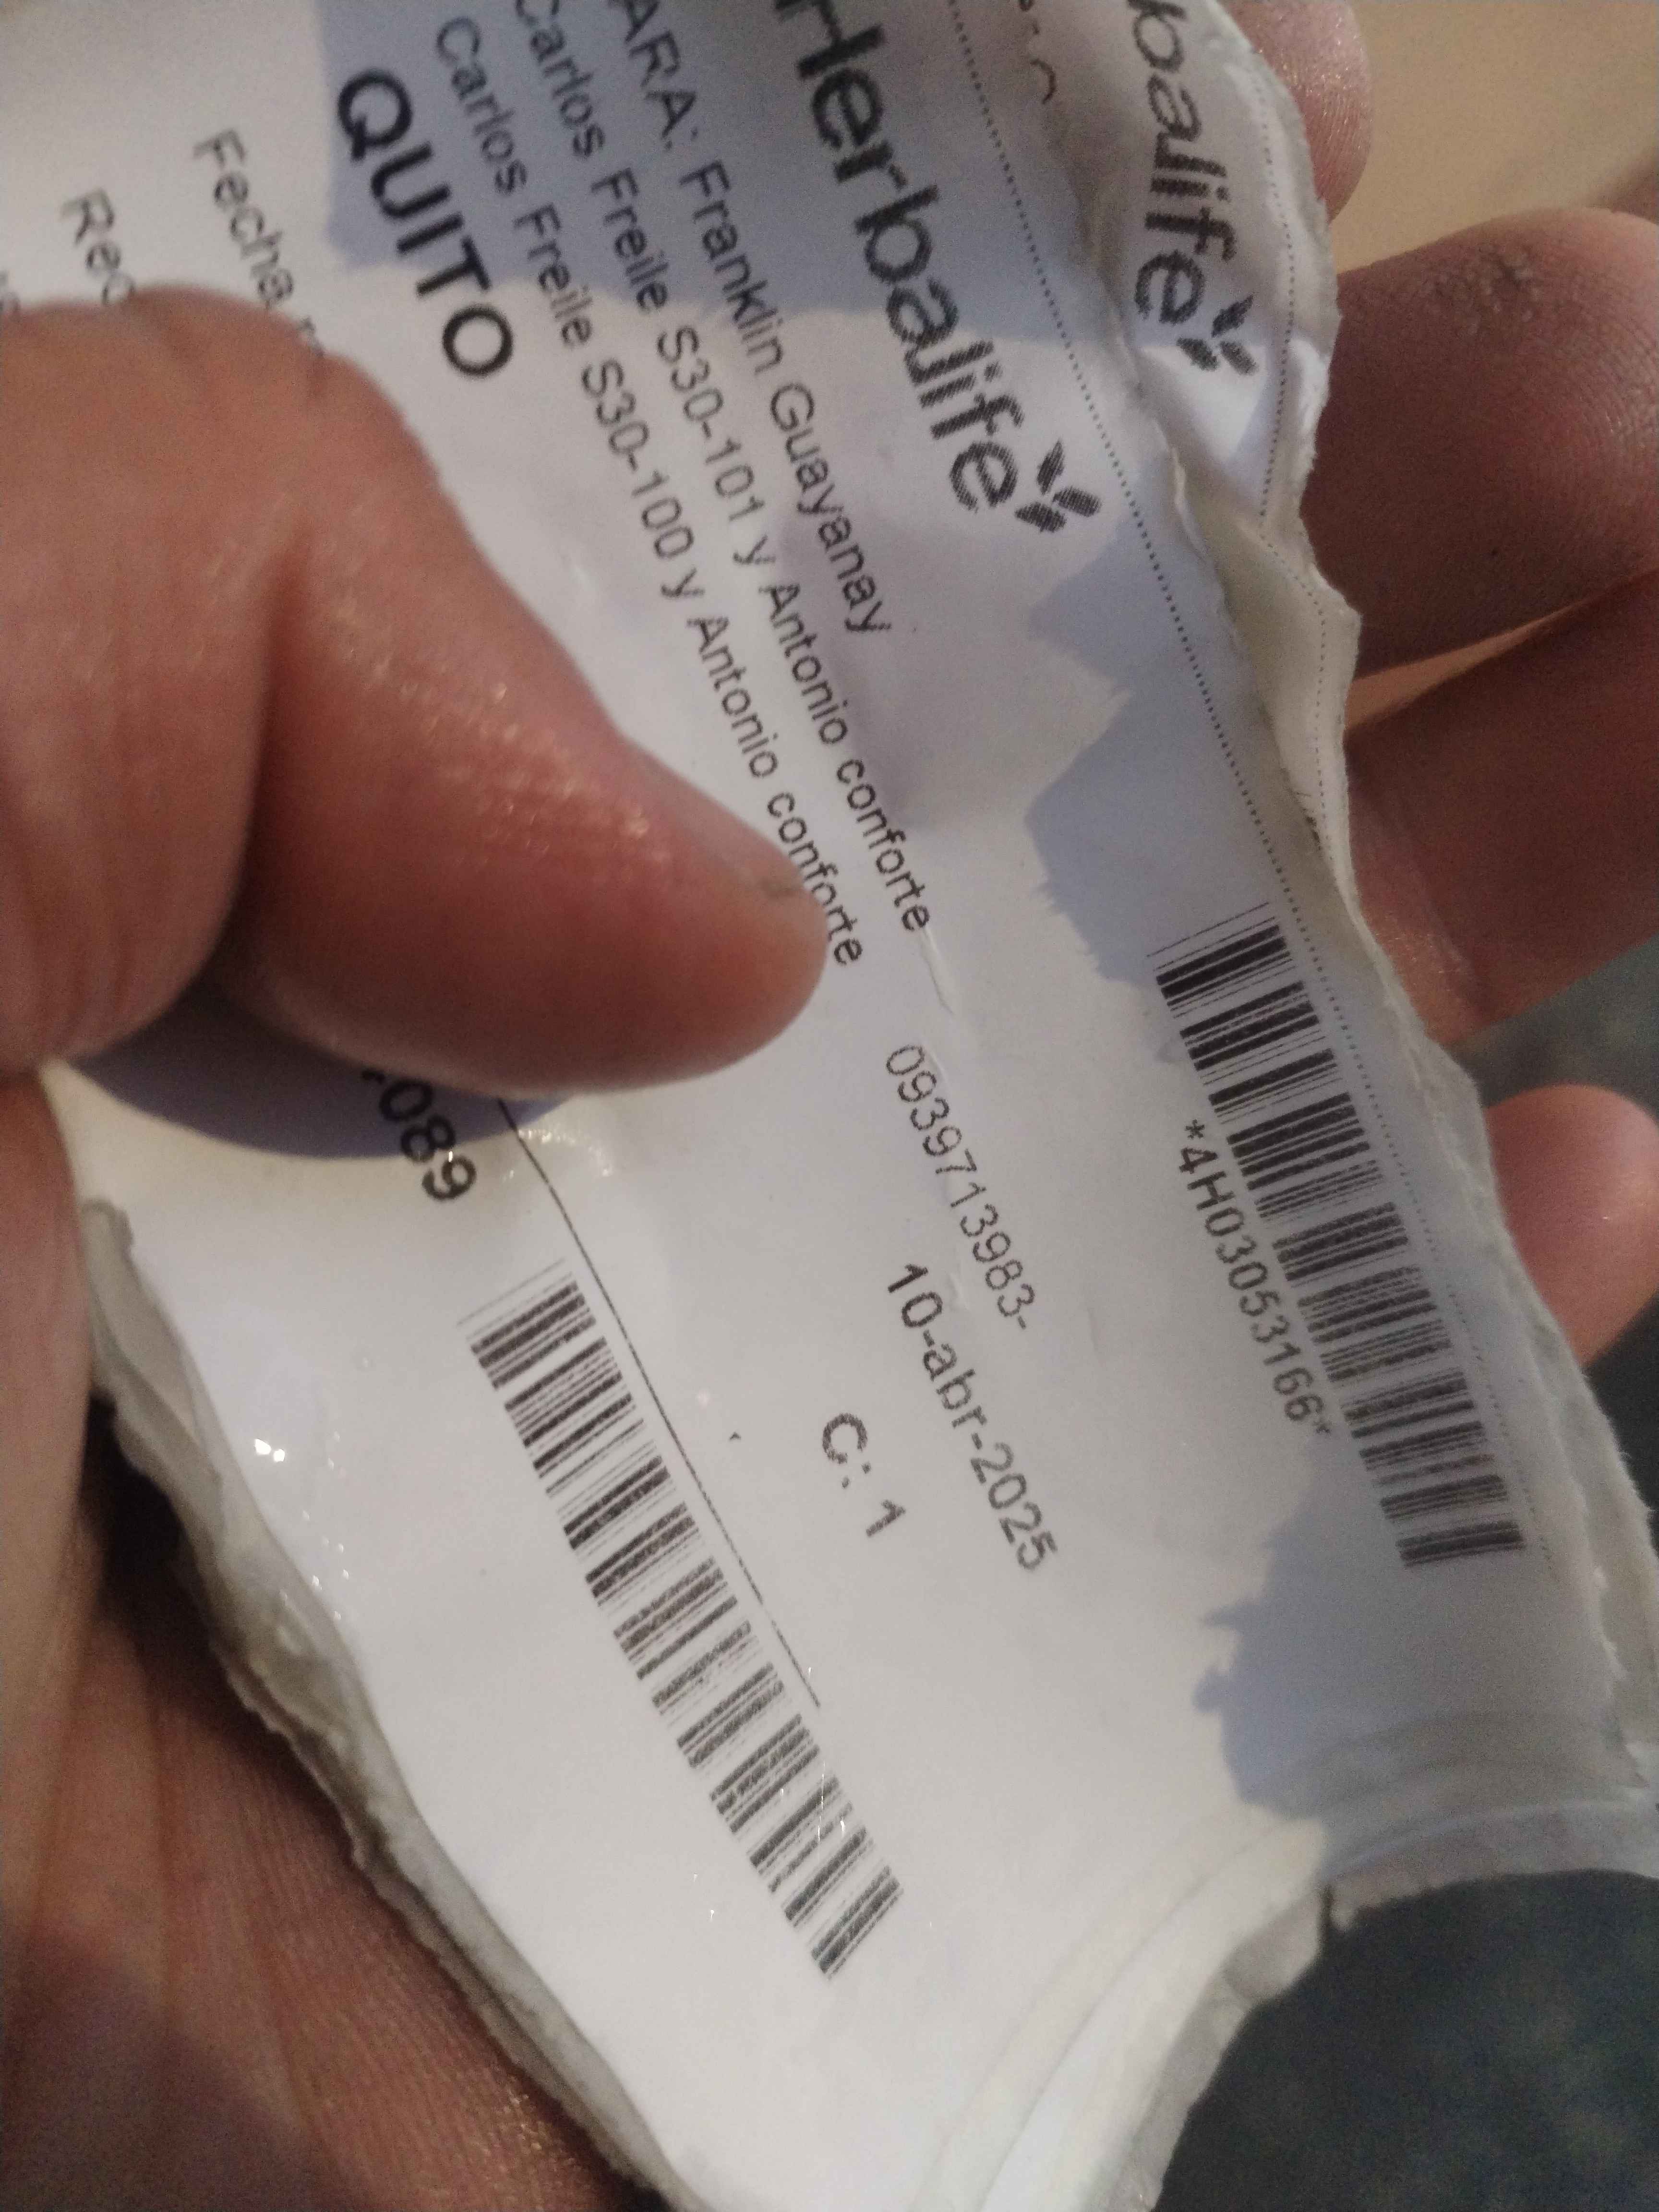 balife
Herbalife
*4H03053166*
ARA: Franklin Guayanay
Carlos Freile S30-101 y Antonio conforte 0939713983-
Carlos Freile S30-100 y Antonio conforte
10-abr-2025
QUITO
C: 1
Fecha
Rec
089